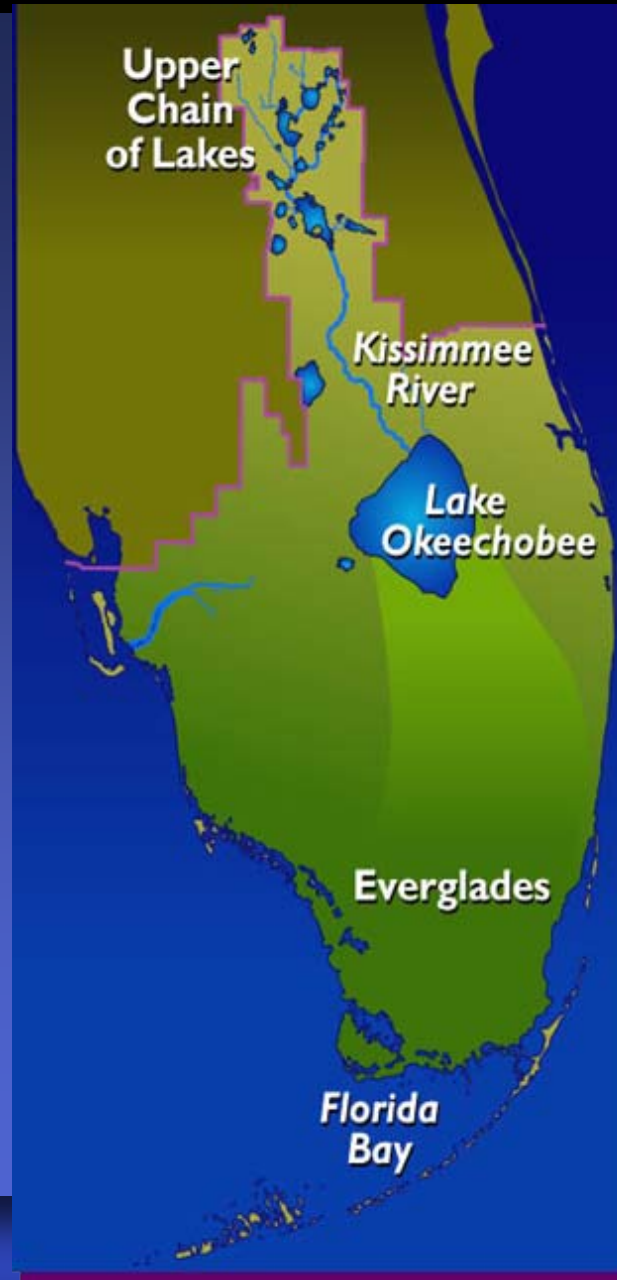 Upper
Chain
of Lakes
Kissimmee
River
Lake
Okeechobee
Everglades
Florida
Bay